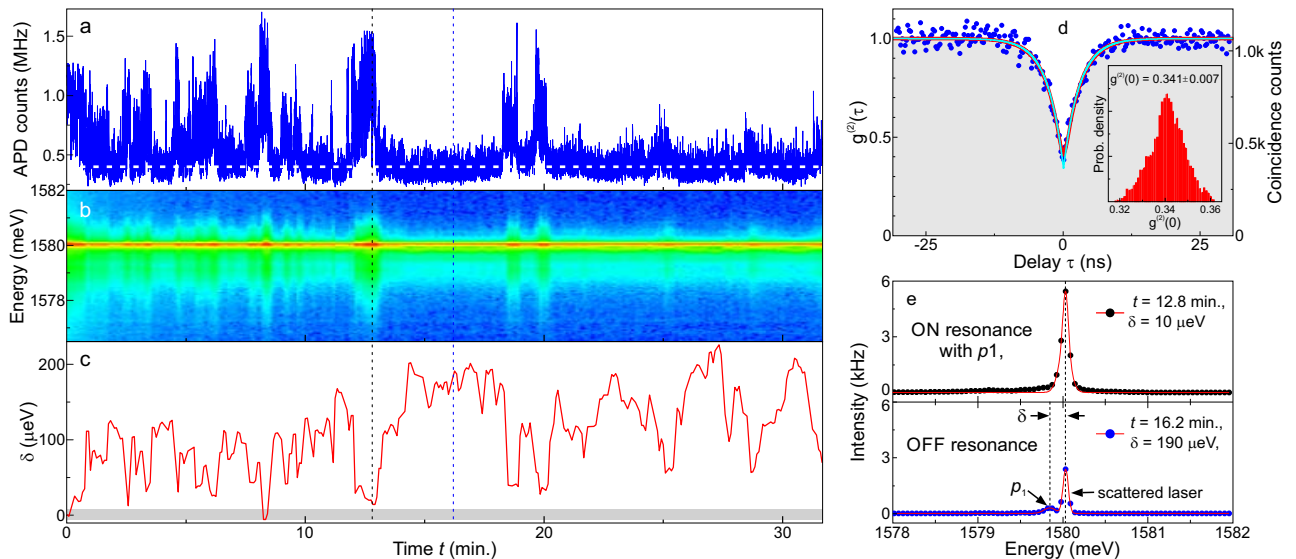 a
APD counts (MHz)
1.5
1.0
0.5
b
Energy (meV)
1582
1580
1578
c
δ (µeV)
200
100
0
0
10
20
30
Time t (min.)
d
g(2)(τ)
1.0
0.5
0
Coincidence counts
1.0k
0.5k
0
-25
0
25
Delay τ (ns)
g(2)(0) = 0.341±0.007
Prob. density
0.32
0.34
0.36
g(2)(0)
e
t = 12.8 min.,
δ = 10 µeV
ON resonance
with p1,
Intensity (kHz)
6
3
0
6
3
0
δ
t = 16.2 min.,
δ = 190 µeV,
OFF resonance
p1
scattered laser
1578
1579
1580
1581
1582
Energy (meV)